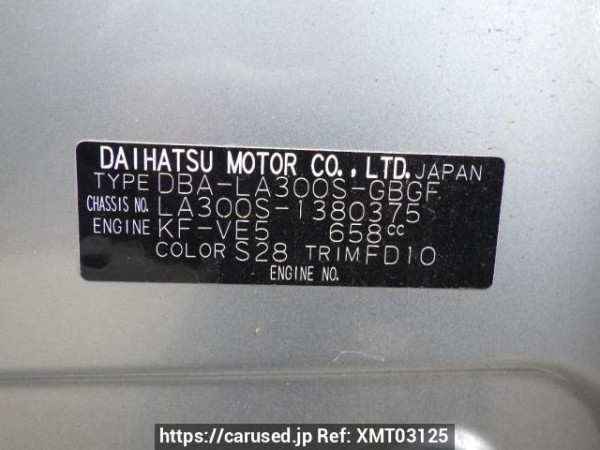 DAIHATSU MOTOR CO., LTD. JAPAN
TYPE DBA-LA300S-GBGF
CHASSIS NO. LA300S-1380375
ENGINE KF-VE5 658cc
COLOR S28 TRIM FD10
ENGINE NO.
https://carused.jp Ref: XMT03125